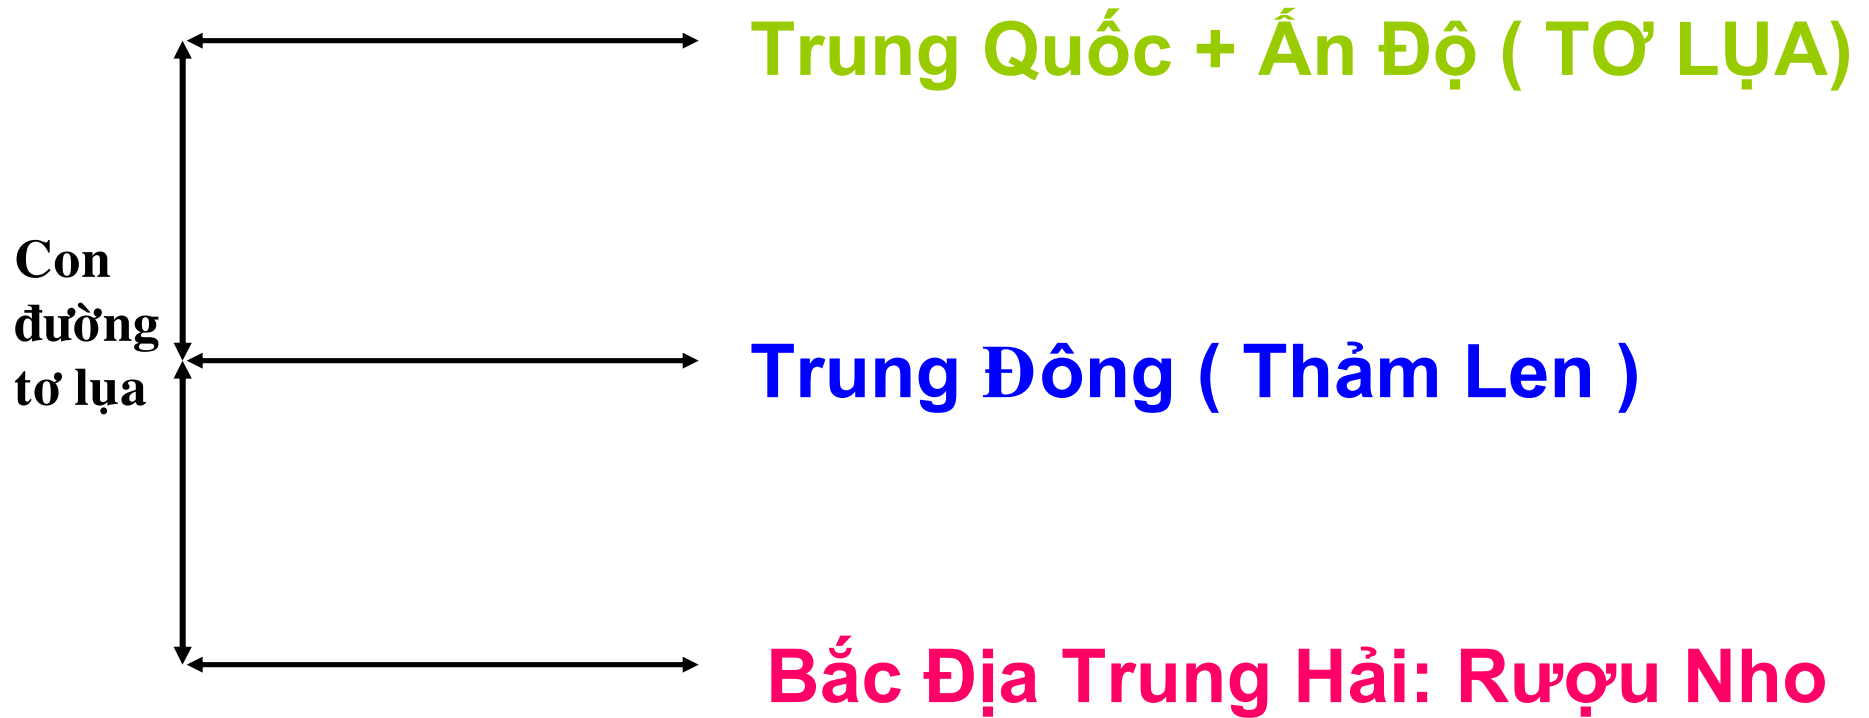 Trung Quốc + Ấn Độ ( TƠ LỤA)
Con
đường
tơ lụa
Trung Đông ( Thảm Len )
Bắc Địa Trung Hải: Rượu Nho